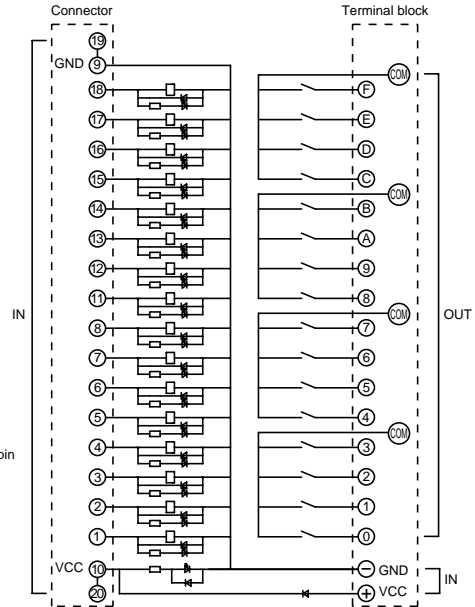 Connector Terminal block
19
GND 9
COM
18 F
17 E
16 D
15 C
COM
14 B
13 A
12 9
11 8
COM
IN OUT
8 7
7 6
6 5
5 4
COM
4 3
pin
3 2
2 1
1 0
VCC 10 − GND
IN
20 + VCC